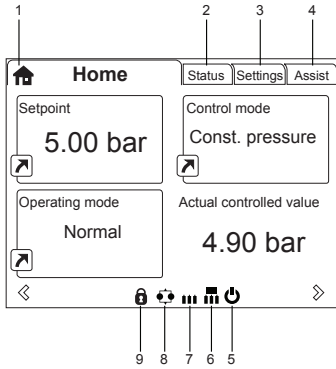 1 2 3 4
Home Status Settings Assist
Setpoint
5.00 bar
Control mode
Const. pressure
Operating mode
Normal
Actual controlled value
4.90 bar
9 8 7 6 5